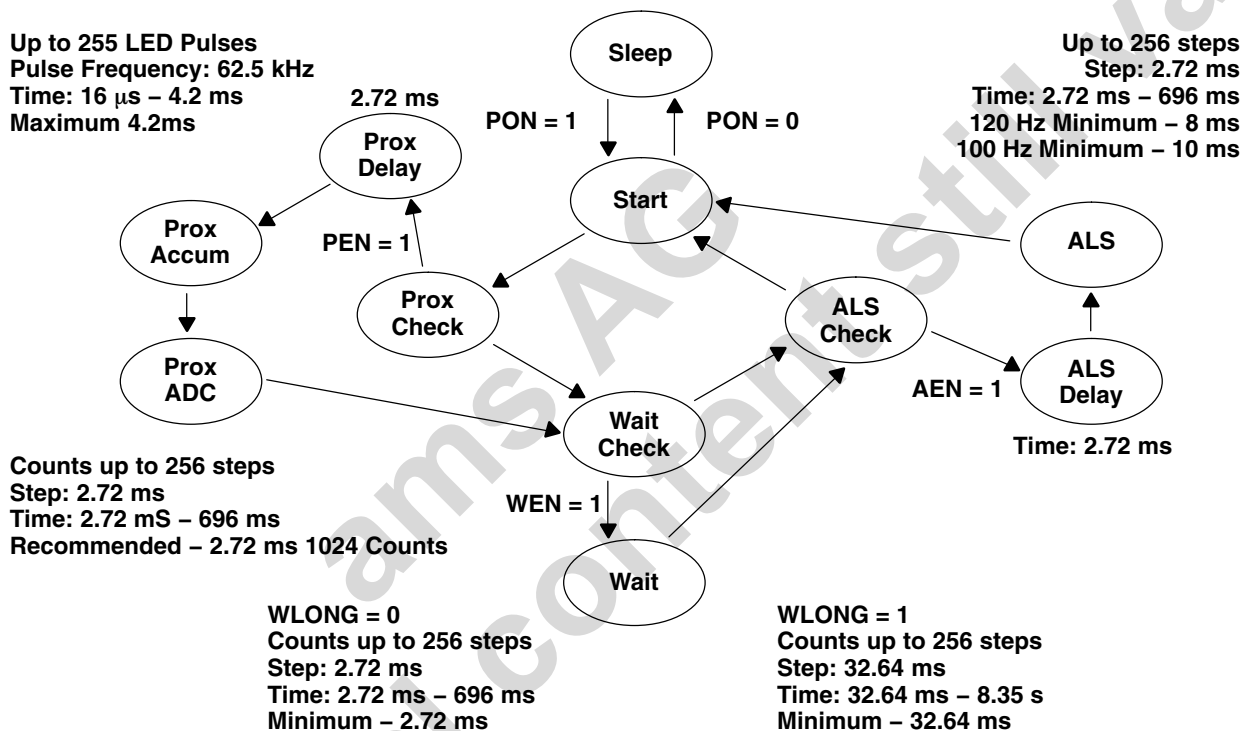 Up to 255 LED Pulses
Pulse Frequency: 62.5 kHz
Time: 16 μs − 4.2 ms
Maximum 4.2ms
Sleep
Up to 256 steps
Step: 2.72 ms
Time: 2.72 ms − 696 ms
120 Hz Minimum − 8 ms
100 Hz Minimum − 10 ms
2.72 ms
PON = 1
PON = 0
Prox
Delay
Start
Prox
Accum
PEN = 1
ALS
Prox
Check
ALS
Check
Prox
ADC
AEN = 1
ALS
Delay
Time: 2.72 ms
Wait
Check
Counts up to 256 steps
Step: 2.72 ms
Time: 2.72 mS − 696 ms
Recommended − 2.72 ms 1024 Counts
WEN = 1
Wait
WLONG = 0
Counts up to 256 steps
Step: 2.72 ms
Time: 2.72 ms − 696 ms
Minimum − 2.72 ms
WLONG = 1
Counts up to 256 steps
Step: 32.64 ms
Time: 32.64 ms − 8.35 s
Minimum − 32.64 ms
ams AG
content still